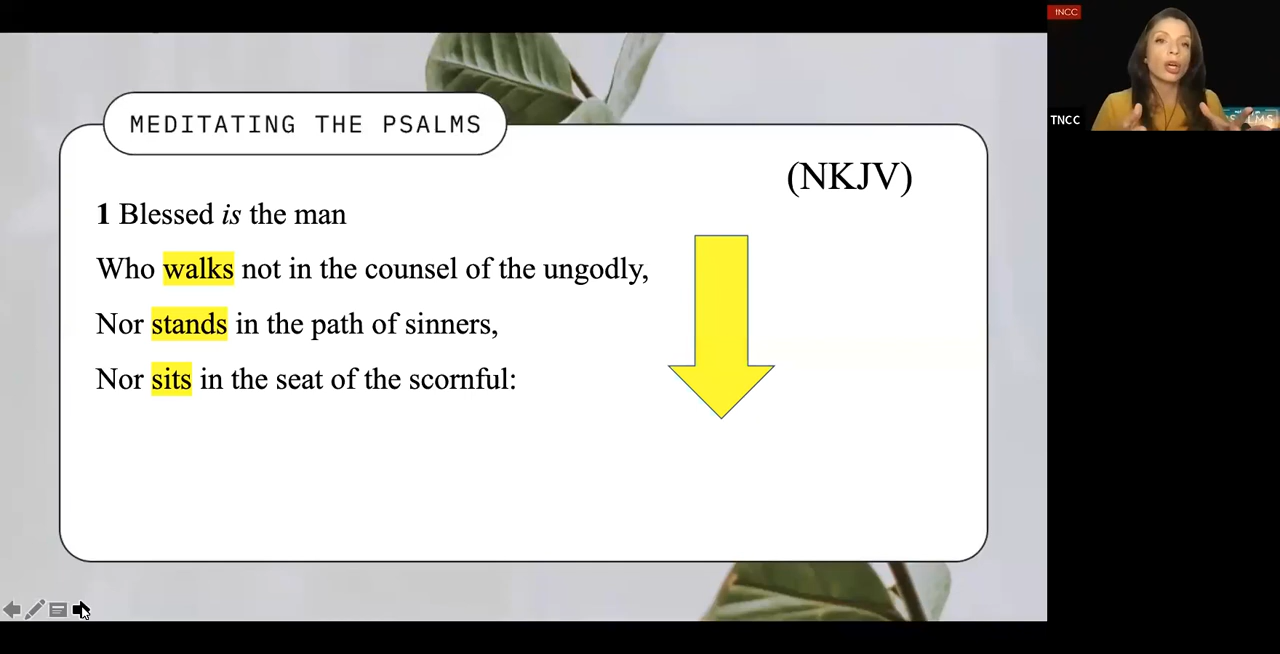 tNCC
MEDITATING THE PSALMS
(NKJV)
1 Blessed is the man
Who walks not in the counsel of the ungodly,
Nor stands in the path of sinners,
Nor sits in the seat of the scornful:
TNCC